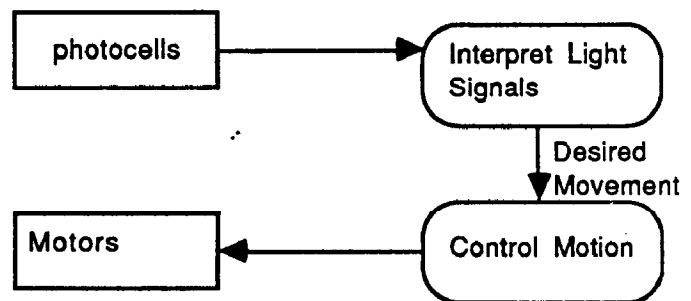 photocells
Interpret Light
Signals
Desired
Movement
Motors
Control Motion